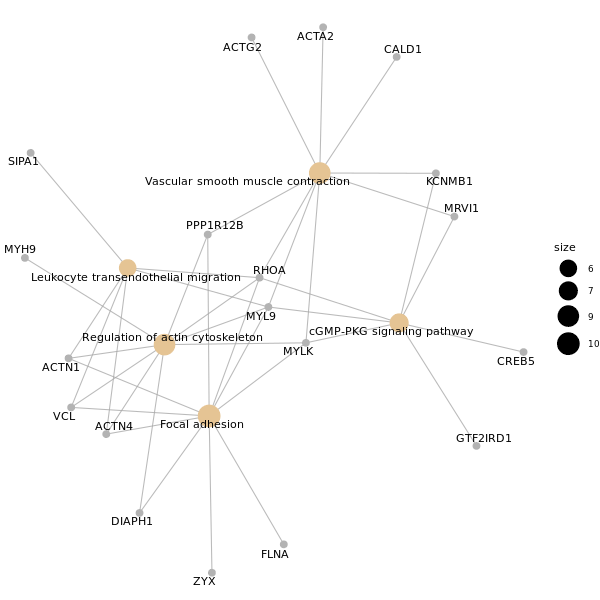 ACTA2
ACTG2
CALD1
SIPA1
Vascular smooth muscle contraction
KCNMB1
MRVI1
PPP1R12B
MYH9
size
RHOA
6
Leukocyte transendothelial migration
7
MYL9
9
cGMP-PKG signaling pathway
Regulation of actin cytoskeleton
10
MYLK
CREB5
ACTN1
VCL
Focal adhesion
ACTN4
GTF2IRD1
DIAPH1
FLNA
ZYX